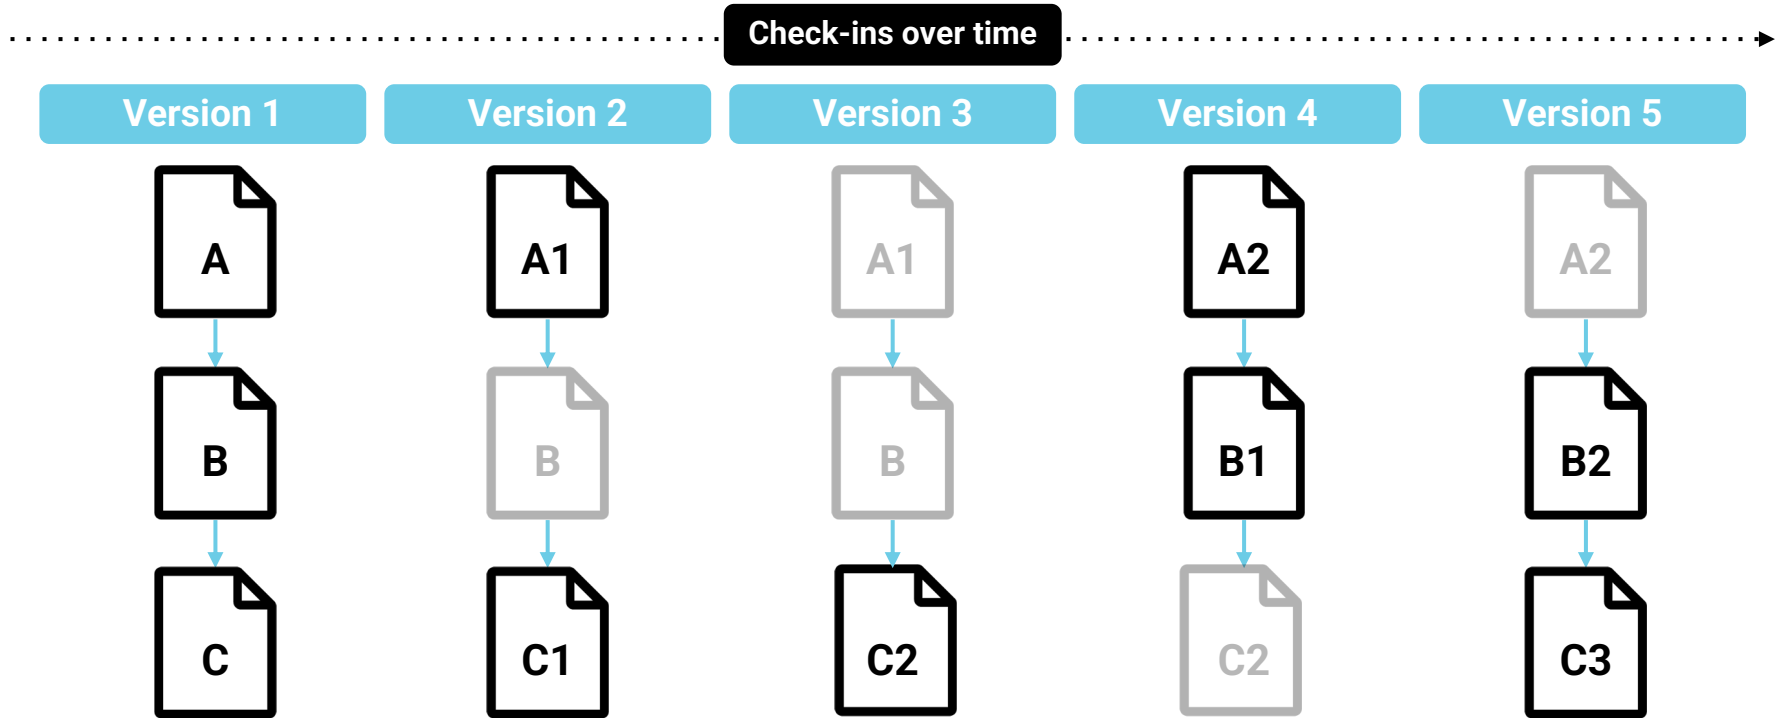 Check-ins over time
Version 1 Version 2 Version 3 Version 4 Version 5
A A1 A1 A2 A2
B B B B1 B2
C C1 C2 C2 C3